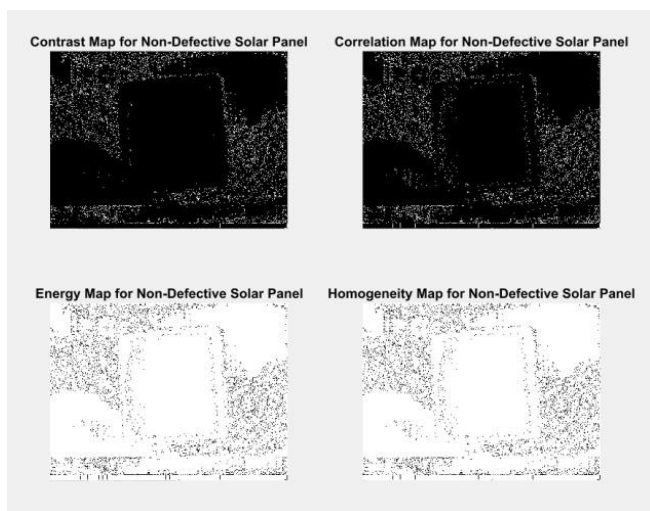 Contrast Map for Non-Defective Solar Panel
Correlation Map for Non-Defective Solar Panel
Energy Map for Non-Defective Solar Panel
Homogeneity Map for Non-Defective Solar Panel